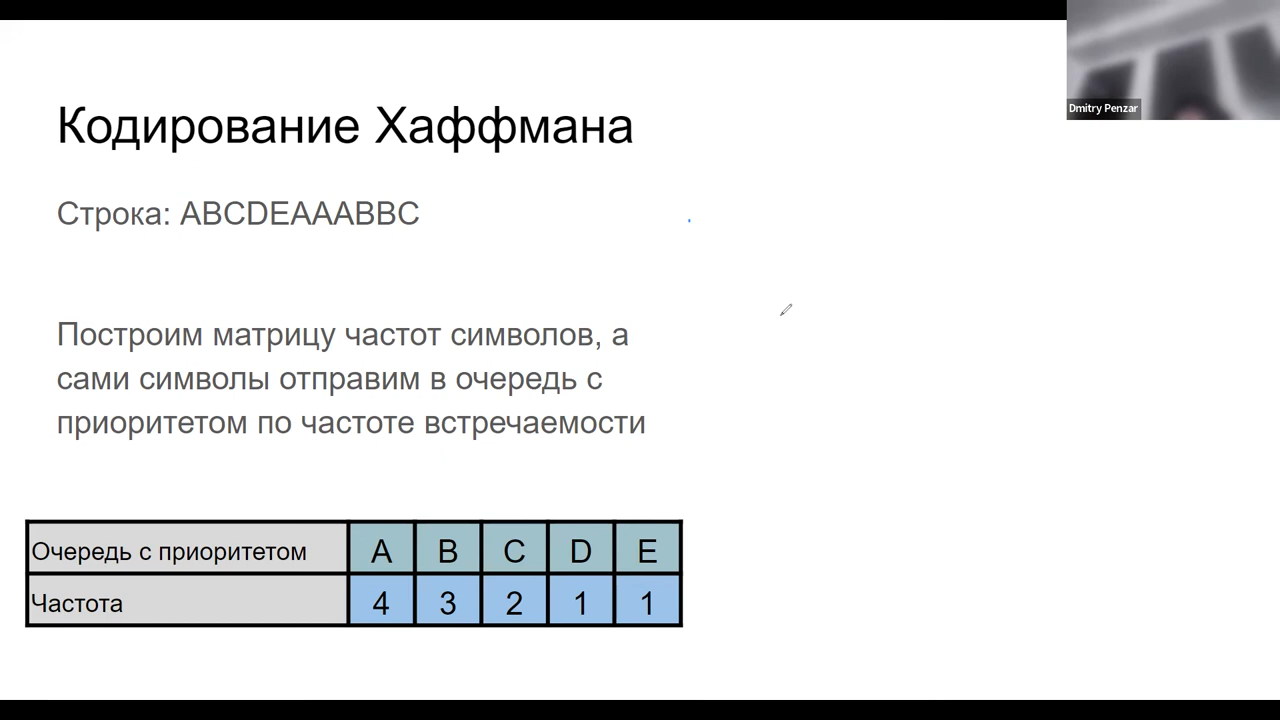 Dmitry Penzar
Кодирование Хаффмана
Строка: ABCDEAAABBC
Построим матрицу частот символов, а
сами символы отправим в очередь с
приоритетом по частоте встречаемости
Очередь с приоритетом A B C D E
Частота 4 3 2 1 1